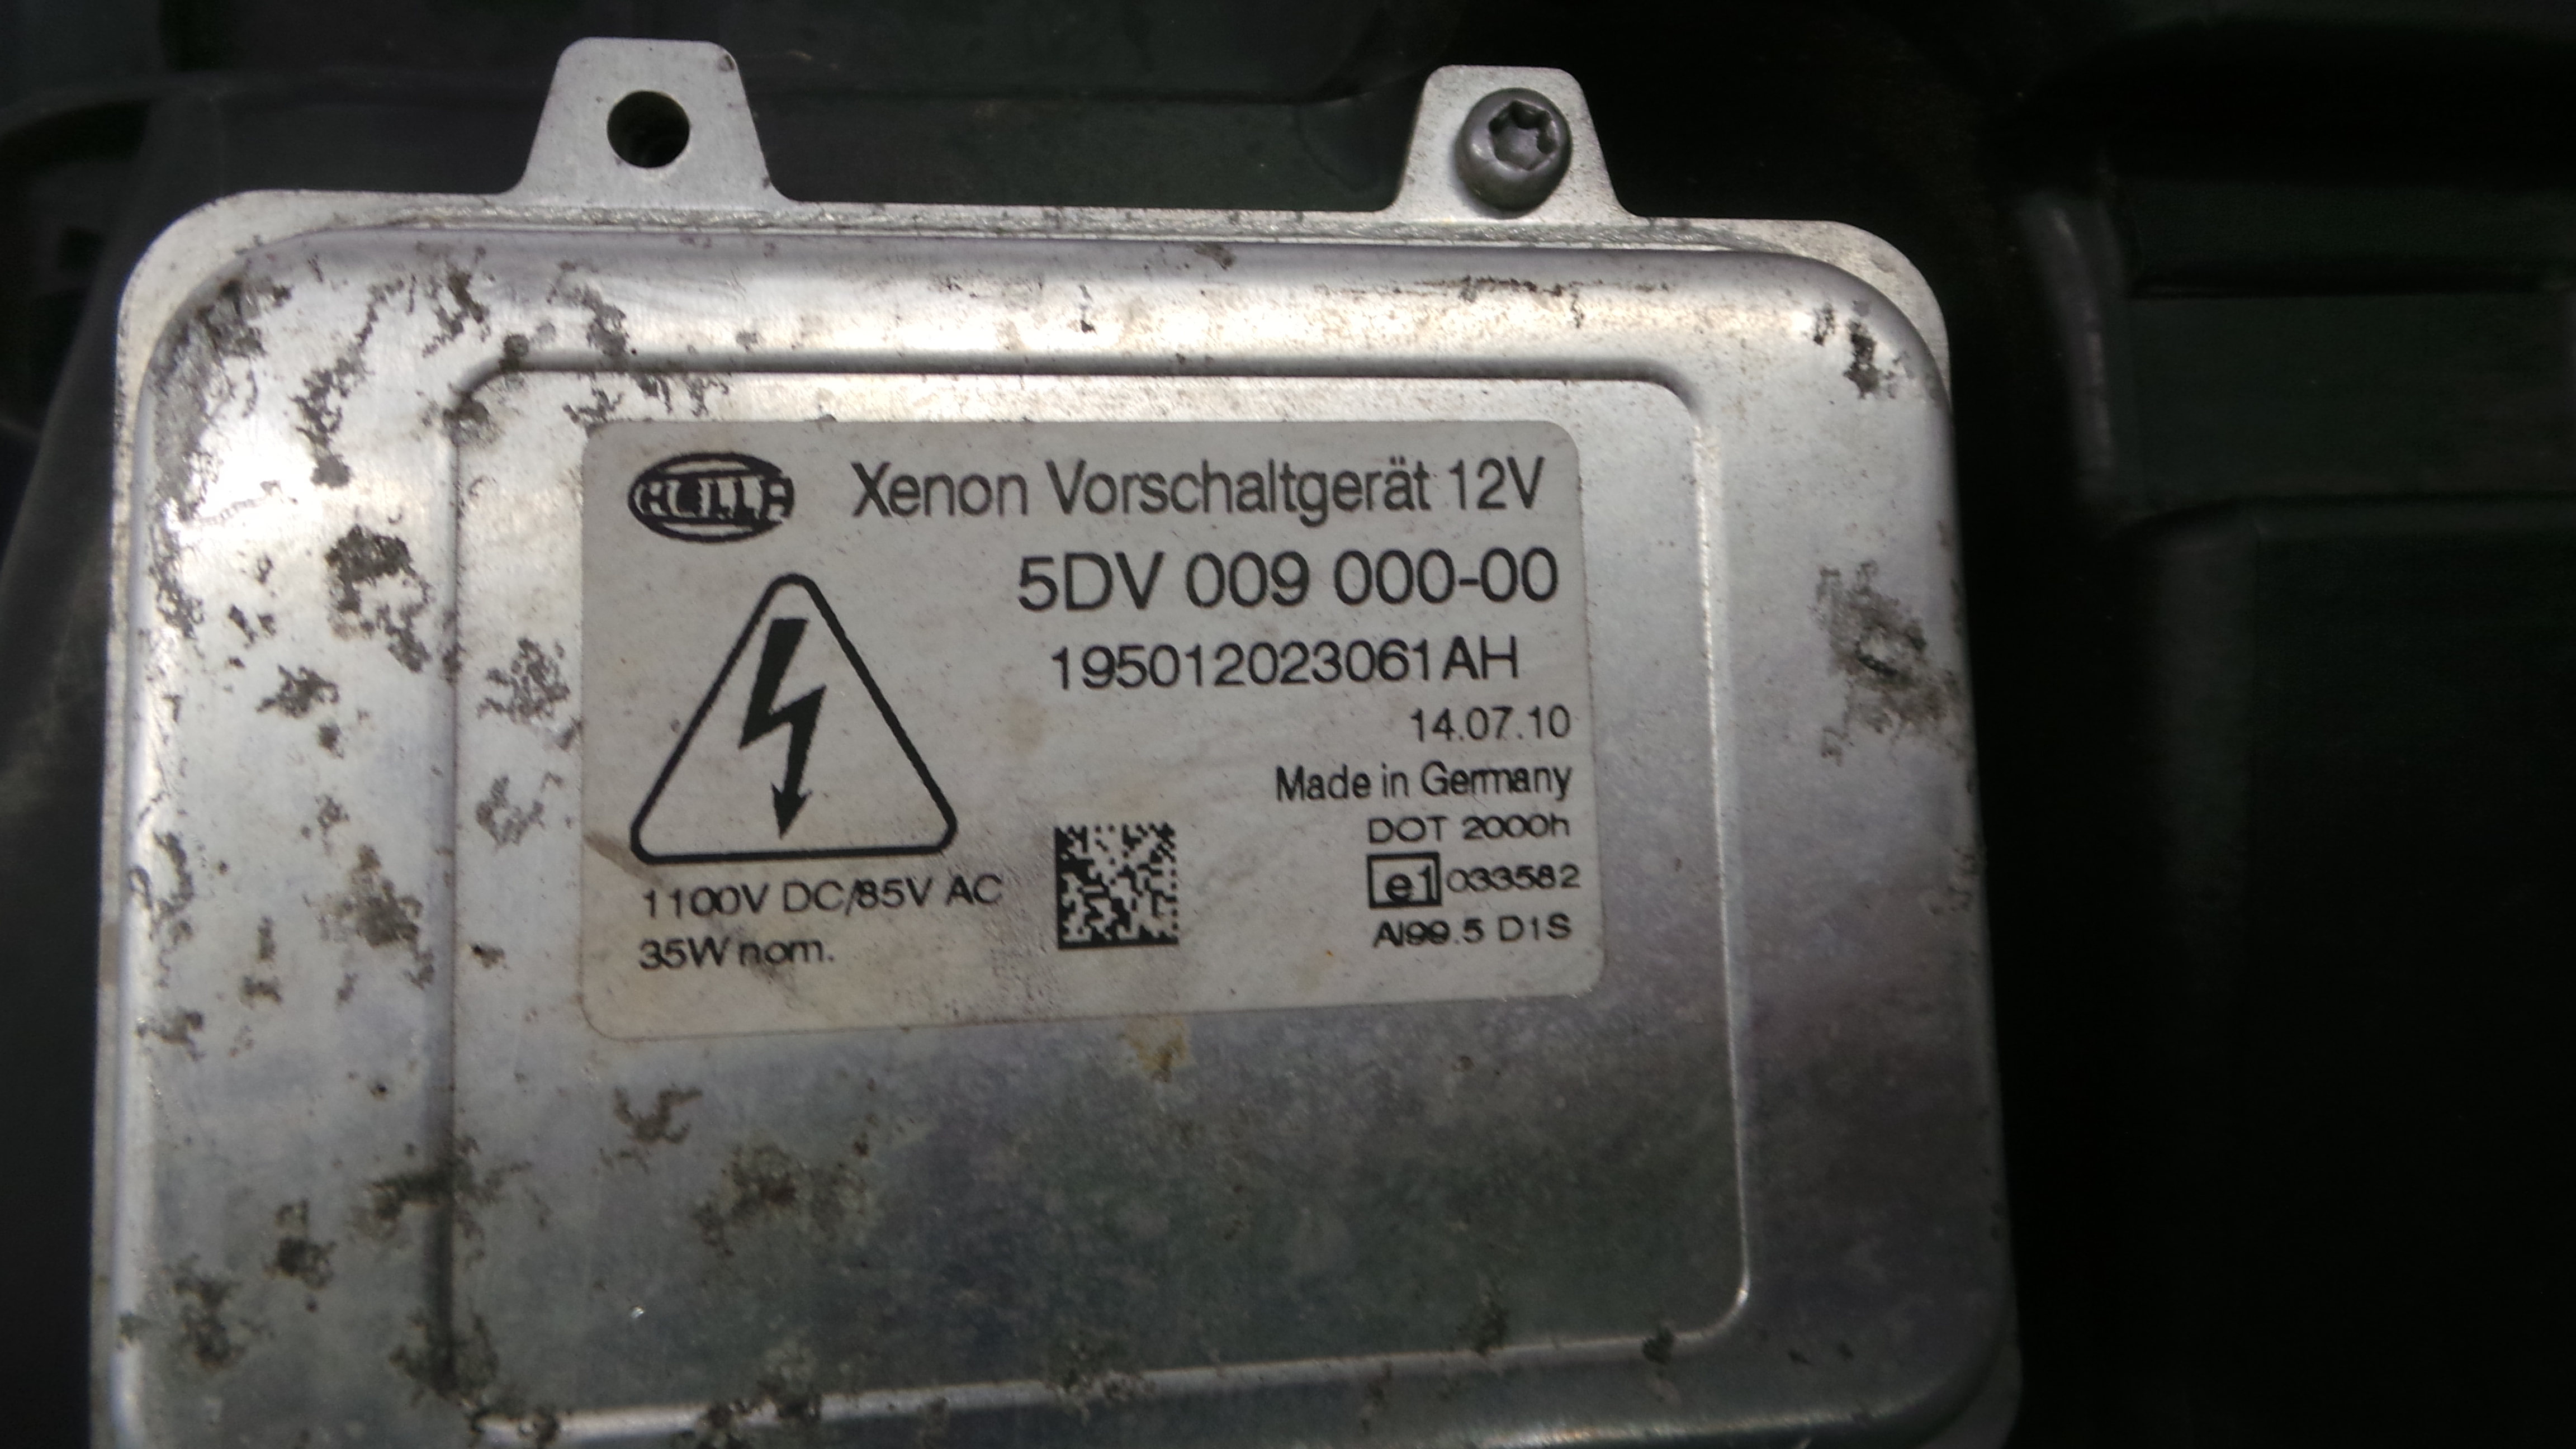 HELLA Xenon Vorschaltgerät 12V
5DV 009 000-00
195012023061AH
14.07.10
Made in Germany
DOT 2000h
e1 033582
AI99.5 D1S
1100V DC/85V AC
35W nom.